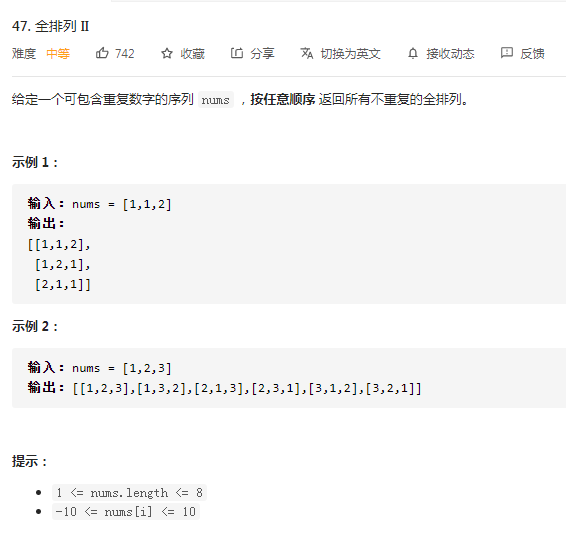 47. 全排列 II
难度 中等 742 收藏 分享 切换为英文 接收动态 反馈
给定一个可包含重复数字的序列 nums ，按任意顺序 返回所有不重复的全排列。
示例 1：
输入：nums = [1,1,2]
输出：
[[1,1,2],
[1,2,1],
[2,1,1]]
示例 2：
输入：nums = [1,2,3]
输出：[[1,2,3],[1,3,2],[2,1,3],[2,3,1],[3,1,2],[3,2,1]]
提示：
1 <= nums.length <= 8
-10 <= nums[i] <= 10